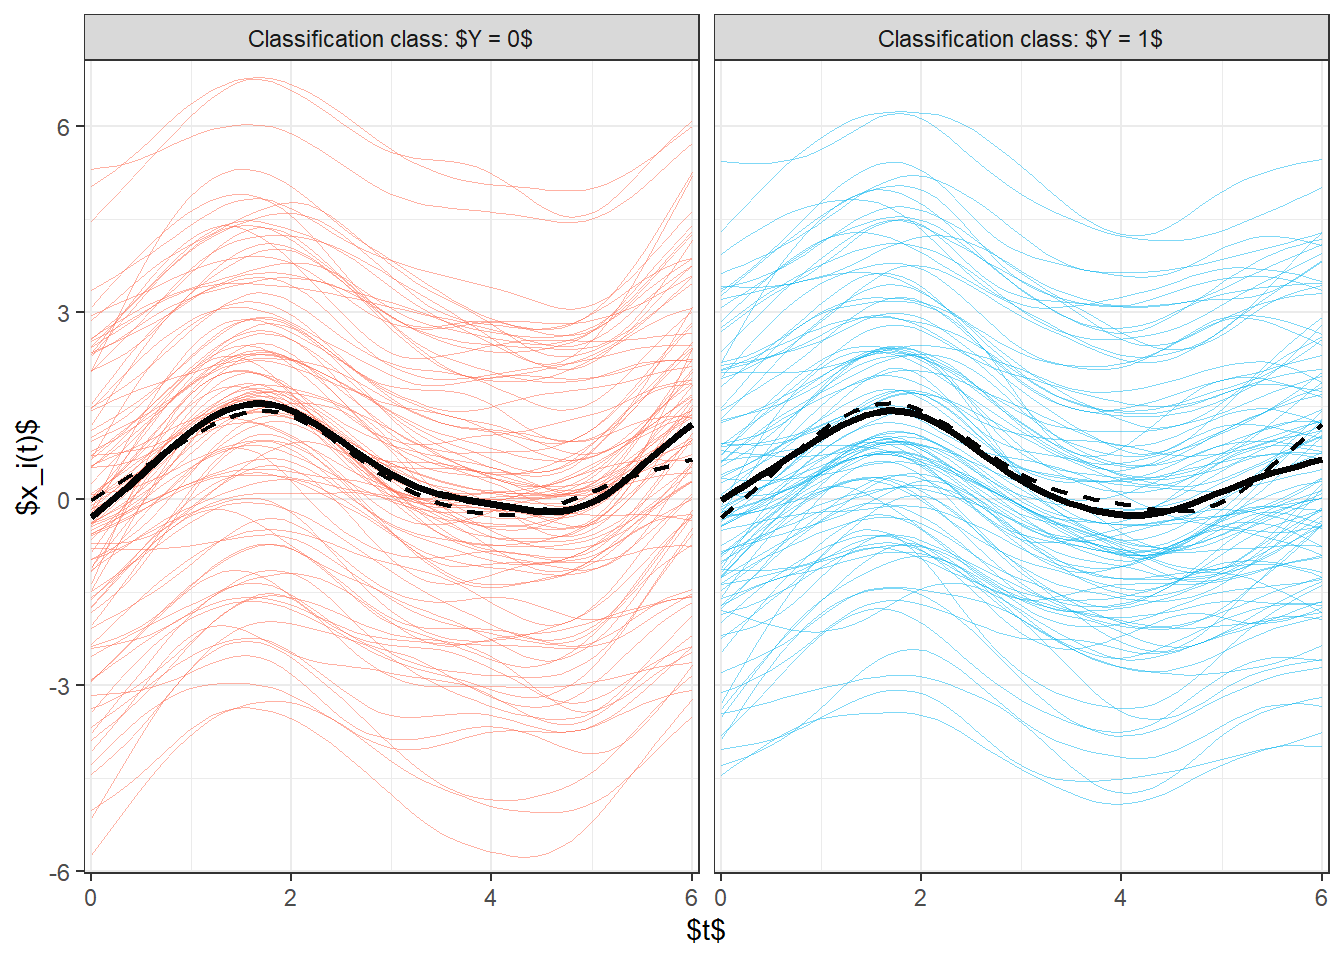 Classification class: $Y = 0$
Classification class: $Y = 1$
$x_i(t)$
6
3
0
-3
-6
0 2 4 6
0 2 4 6
$t$